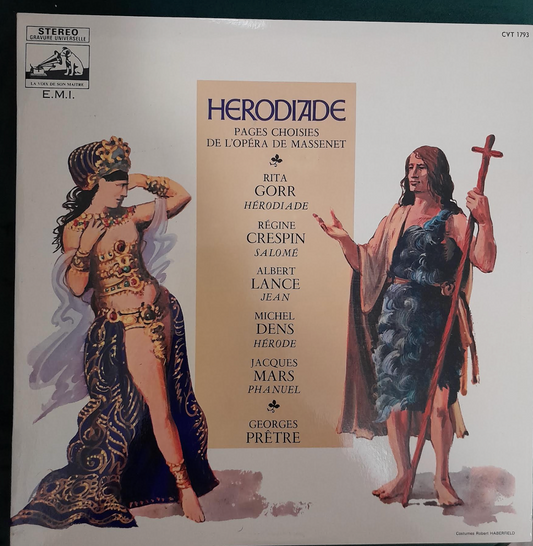 STEREO
GRAVURE UNIVERSELLE
LA VOIX DE SON MAITRE
E.M.I.
CVT 1793
HERODIADE
PAGES CHOISIES
DE L'OPÉRA DE MASSENET
RITA
GORR
HÉRODIADE
RÉGINE
CRESPIN
SALOMÉ
ALBERT
LANCE
JEAN
MICHEL
DENS
HÉRODE
JACQUES
MARS
PHANUEL
GEORGES
PRÊTRE
Costumes Robert HABERFIELD